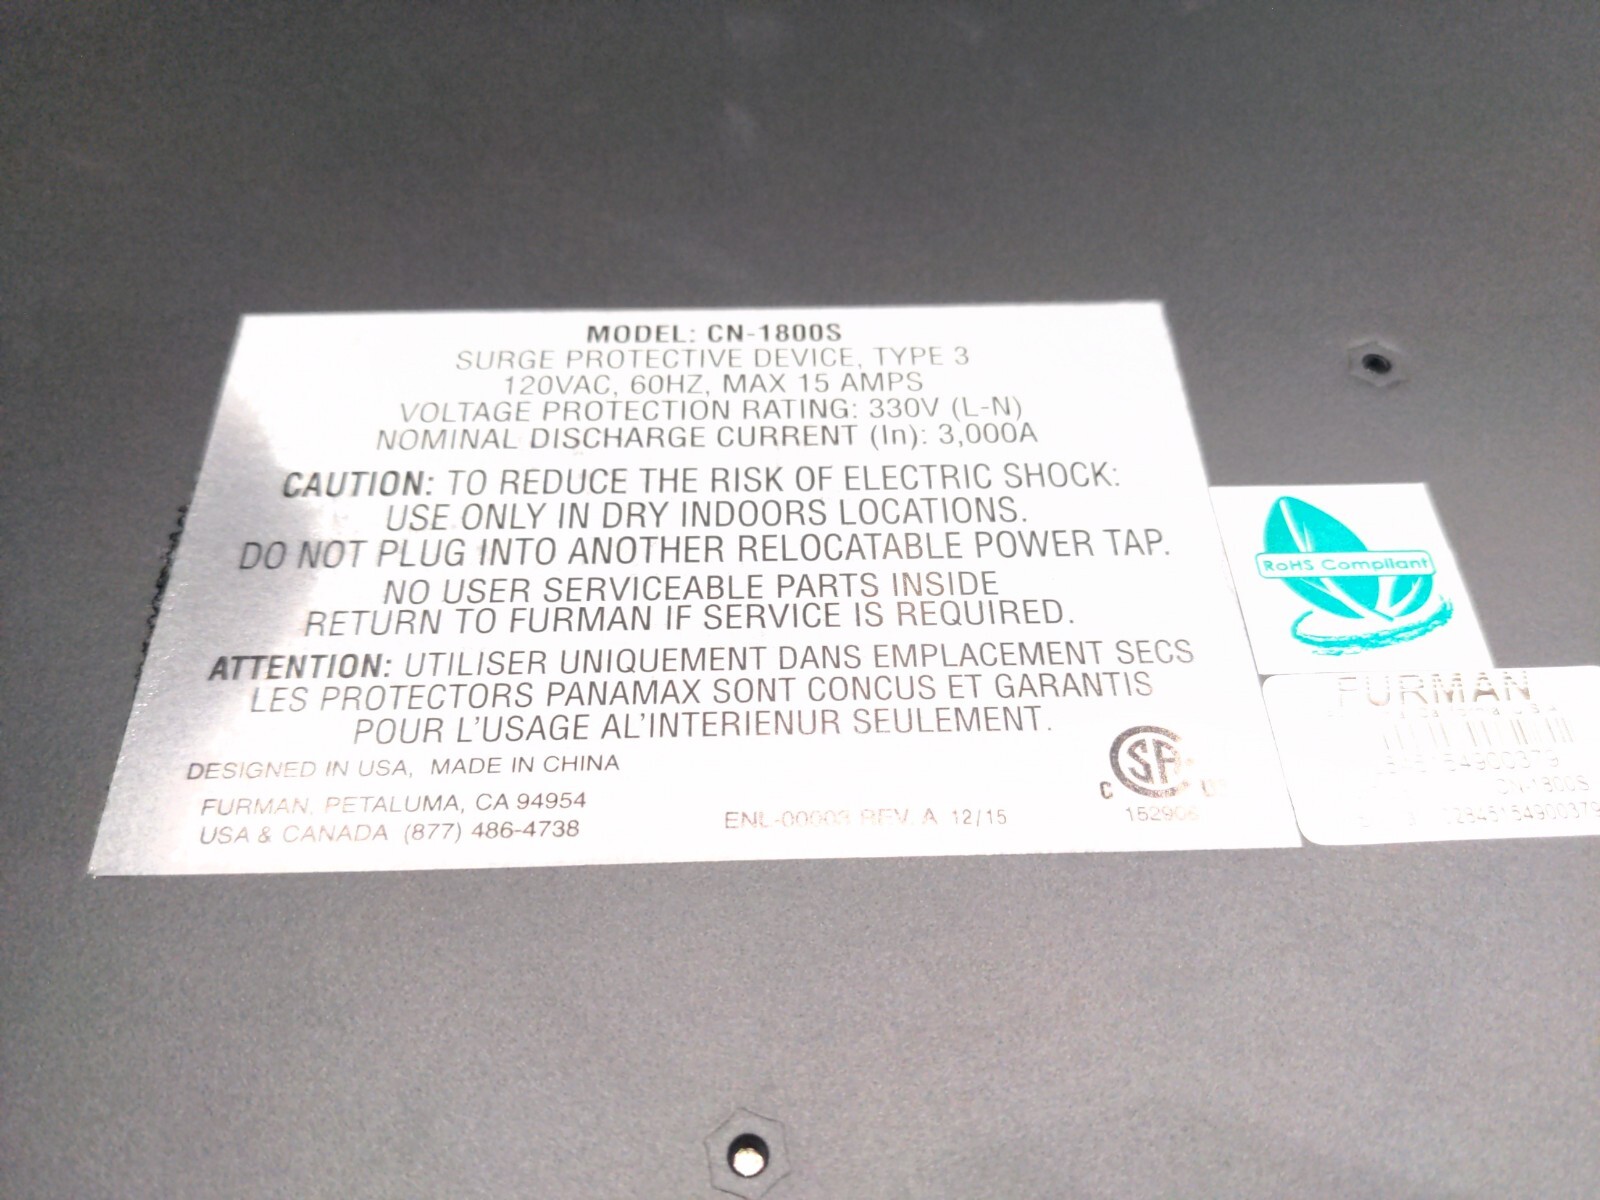 MODEL: CN-1800S
SURGE PROTECTIVE DEVICE, TYPE 3
120VAC, 60HZ, MAX 15 AMPS
VOLTAGE PROTECTION RATING: 330V (L-N)
NOMINAL DISCHARGE CURRENT (In): 3,000A
CAUTION: TO REDUCE THE RISK OF ELECTRIC SHOCK:
USE ONLY IN DRY INDOORS LOCATIONS.
DO NOT PLUG INTO ANOTHER RELOCATABLE POWER TAP.
NO USER SERVICEABLE PARTS INSIDE
RETURN TO FURMAN IF SERVICE IS REQUIRED.
ATTENTION: UTILISER UNIQUEMENT DANS EMPLACEMENT SECS
LES PROTECTORS PANAMAX SONT CONCUS ET GARANTIS
POUR L'USAGE AL'INTERIENUR SEULEMENT.
DESIGNED IN USA, MADE IN CHINA
FURMAN, PETALUMA, CA 94954
USA & CANADA (877) 486-4738
ENL-00003 REV. A 12/15
C
RoHS Compliant
FURMAN
CN-1800S